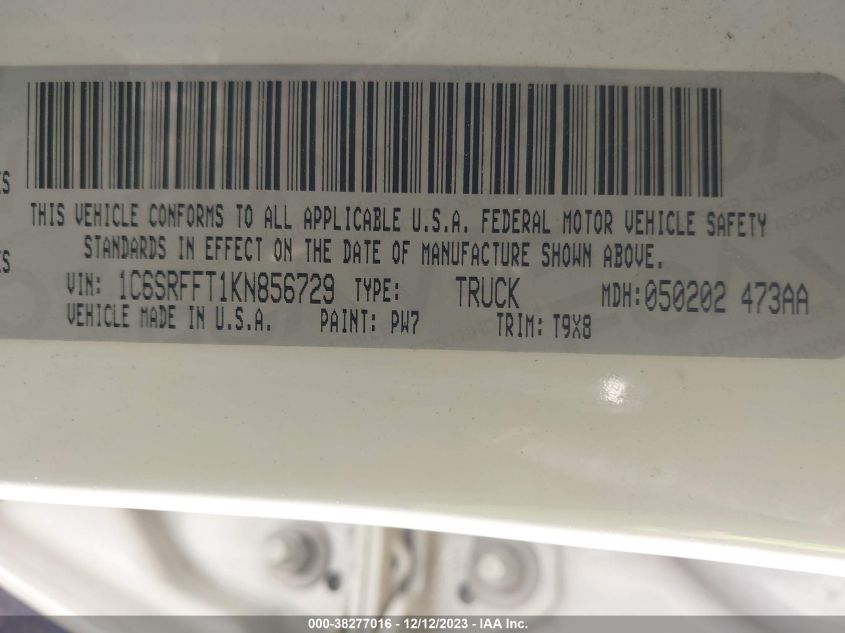 ES
THIS VEHICLE CONFORMS TO ALL APPLICABLE U.S.A. FEDERAL MOTOR VEHICLE SAFETY
STANDARDS IN EFFECT ON THE DATE OF MANUFACTURE SHOWN ABOVE.
ES
VIN: 1C6SRFFT1KN856729 TYPE: TRUCK MDH: 050202 473AA
VEHICLE MADE IN U.S.A. PAINT: PW7 TRIM: T9X8
000-38277016 - 12/12/2023 - IAA Inc.